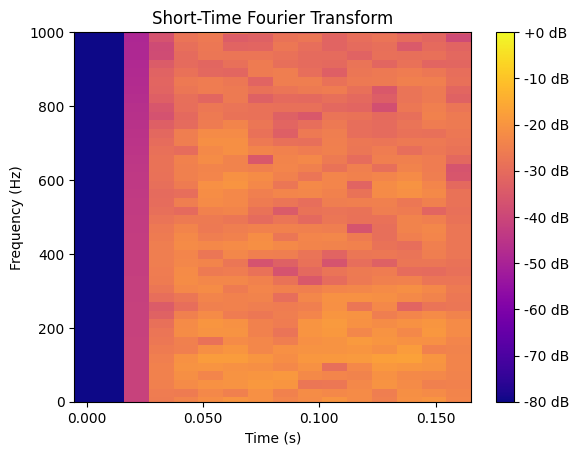 Short-Time Fourier Transform
Frequency (Hz)
1000
800
600
400
200
0
0.000
0.050
0.100
0.150
Time (s)
+0 dB
-10 dB
-20 dB
-30 dB
-40 dB
-50 dB
-60 dB
-70 dB
-80 dB